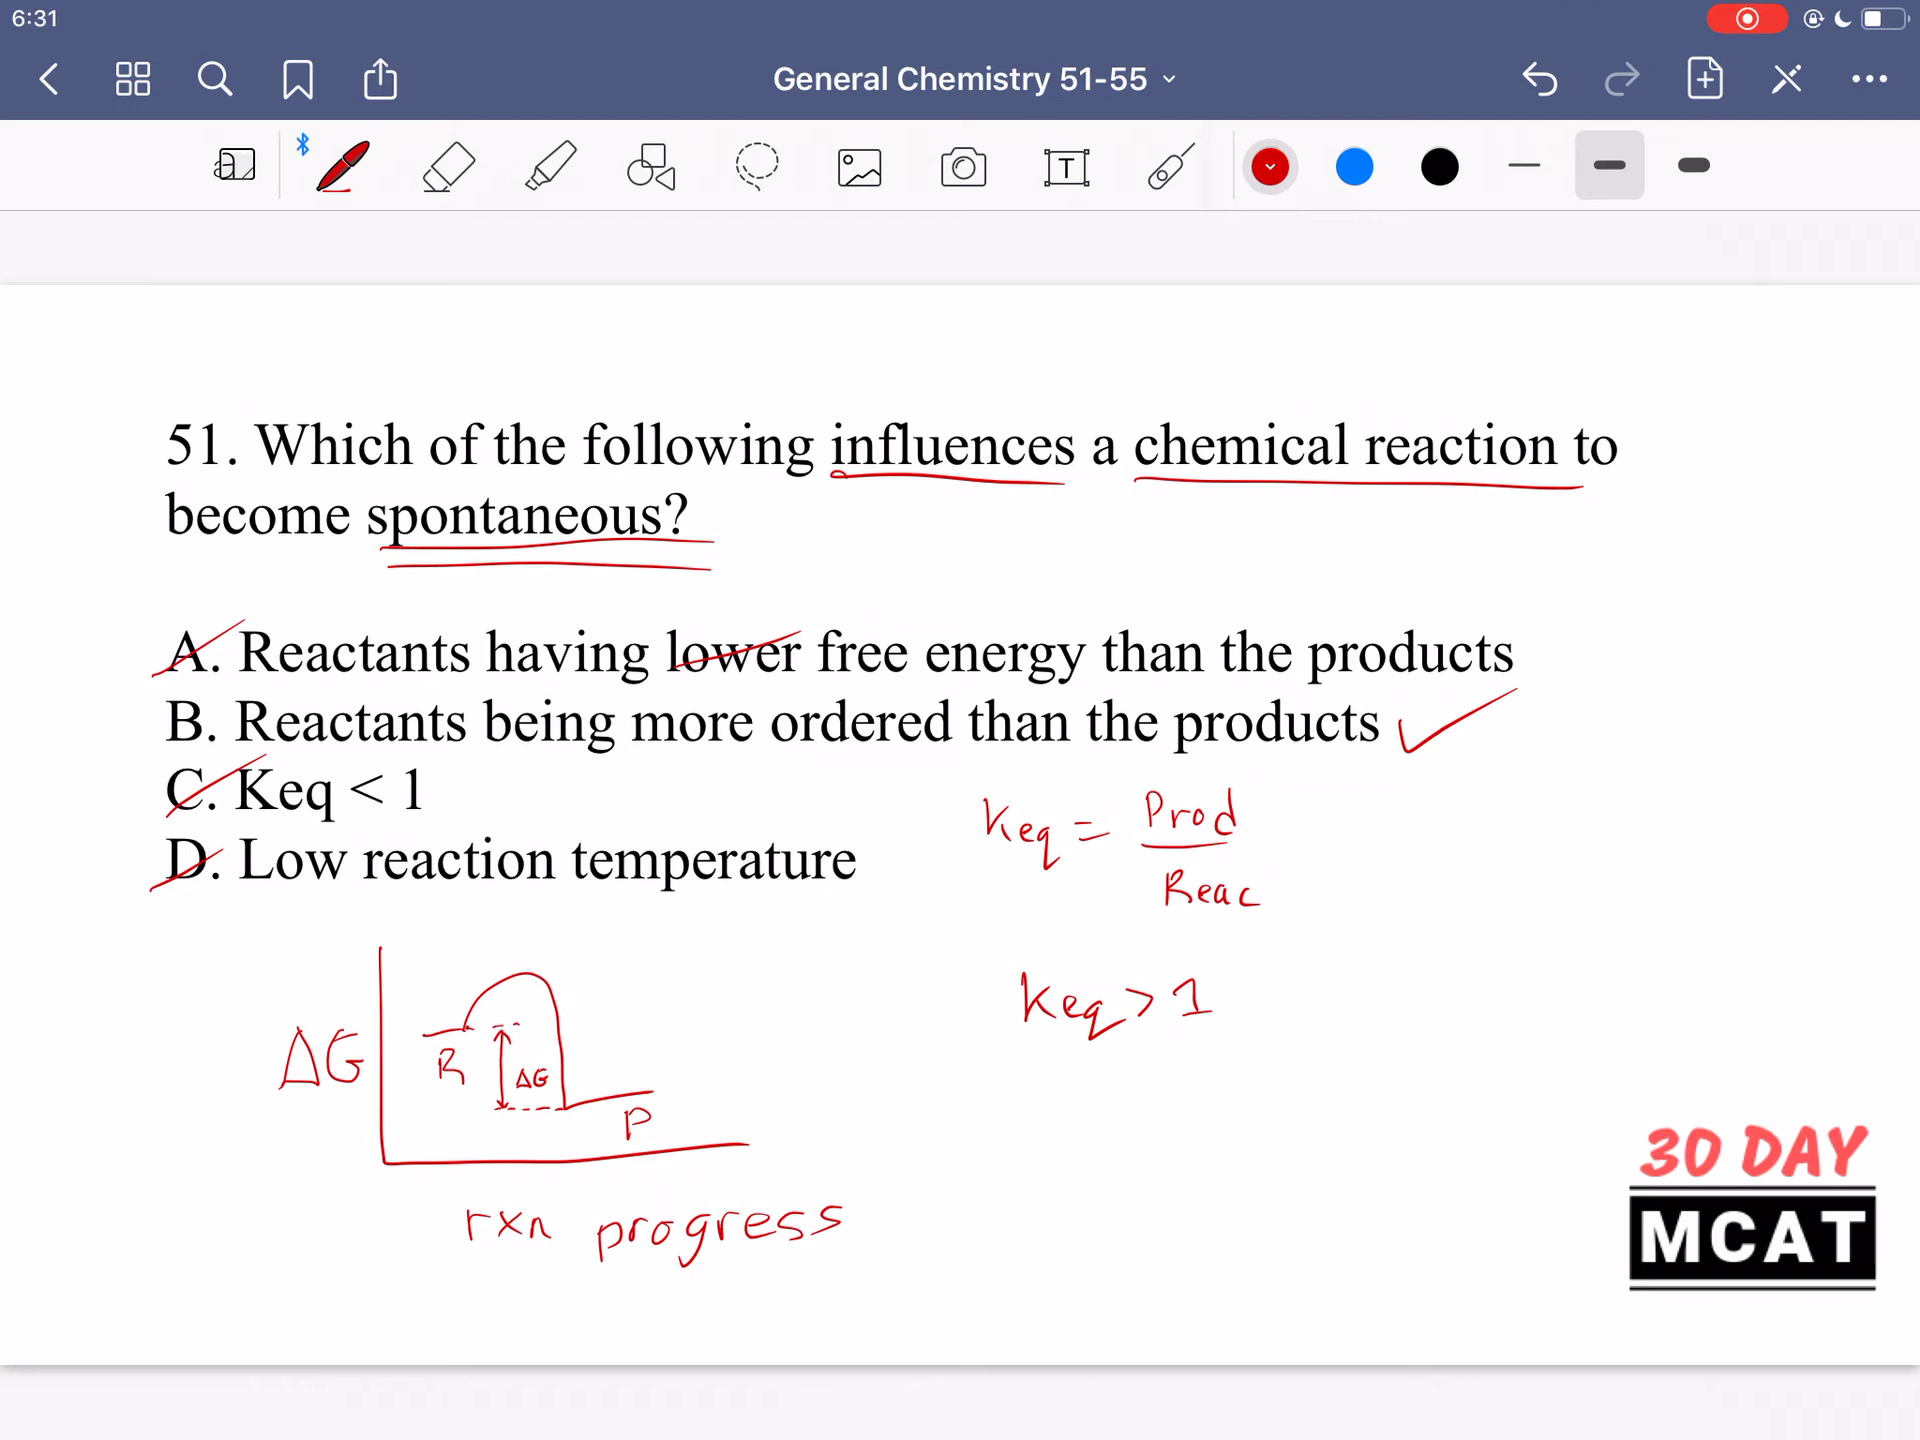 6:31
General Chemistry 51-55
a
T
51. Which of the following influences a chemical reaction to
become spontaneous?
A. Reactants having lower free energy than the products
B. Reactants being more ordered than the products
C. Keq < 1
D. Low reaction temperature
Keq = Prod
Reac
Keq > 1
ΔG
R
ΔG
P
rxn progress
30 DAY
MCAT